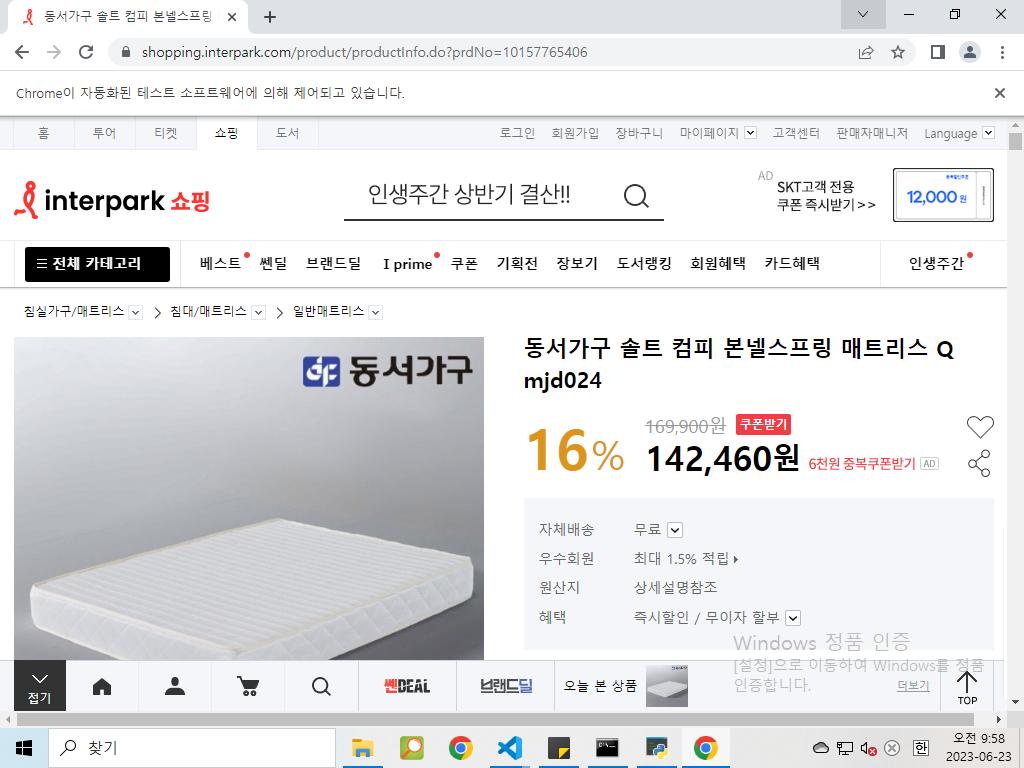 동서가구 솔트 컴피 본넬스프링
shopping.interpark.com/product/productInfo.do?prdNo=10157765406
Chrome이 자동화된 테스트 소프트웨어에 의해 제어되고 있습니다.
홈 투어 티켓 쇼핑 도서 로그인 회원가입 장바구니 마이페이지 고객센터 판매자매니저 Language
interpark 쇼핑
인생주간 상반기 결산!!
AD SKT고객 전용
쿠폰 즉시받기>>
12,000원
전체 카테고리 베스트 쎈딜 브랜드딜 I prime 쿠폰 기획전 장보기 도서랭킹 회원혜택 카드혜택 인생주간
침실가구/매트리스 침대/매트리스 일반매트리스
동서가구
동서가구 솔트 컴피 본넬스프링 매트리스 Q
mjd024
16%
169,900원 쿠폰받기
142,460원 6천원 중복쿠폰받기 AD
자체배송 무료
우수회원 최대 1.5% 적립
원산지 상세설명참조
혜택 즉시할인 / 무이자 할부
Windows 정품 인증
[설정]으로 이동하여 Windows를 정품
인증합니다.
접기
쎈DEAL
브랜드딜
오늘 본 상품
더보기
TOP
찾기
한
오전 9:58
2023-06-23